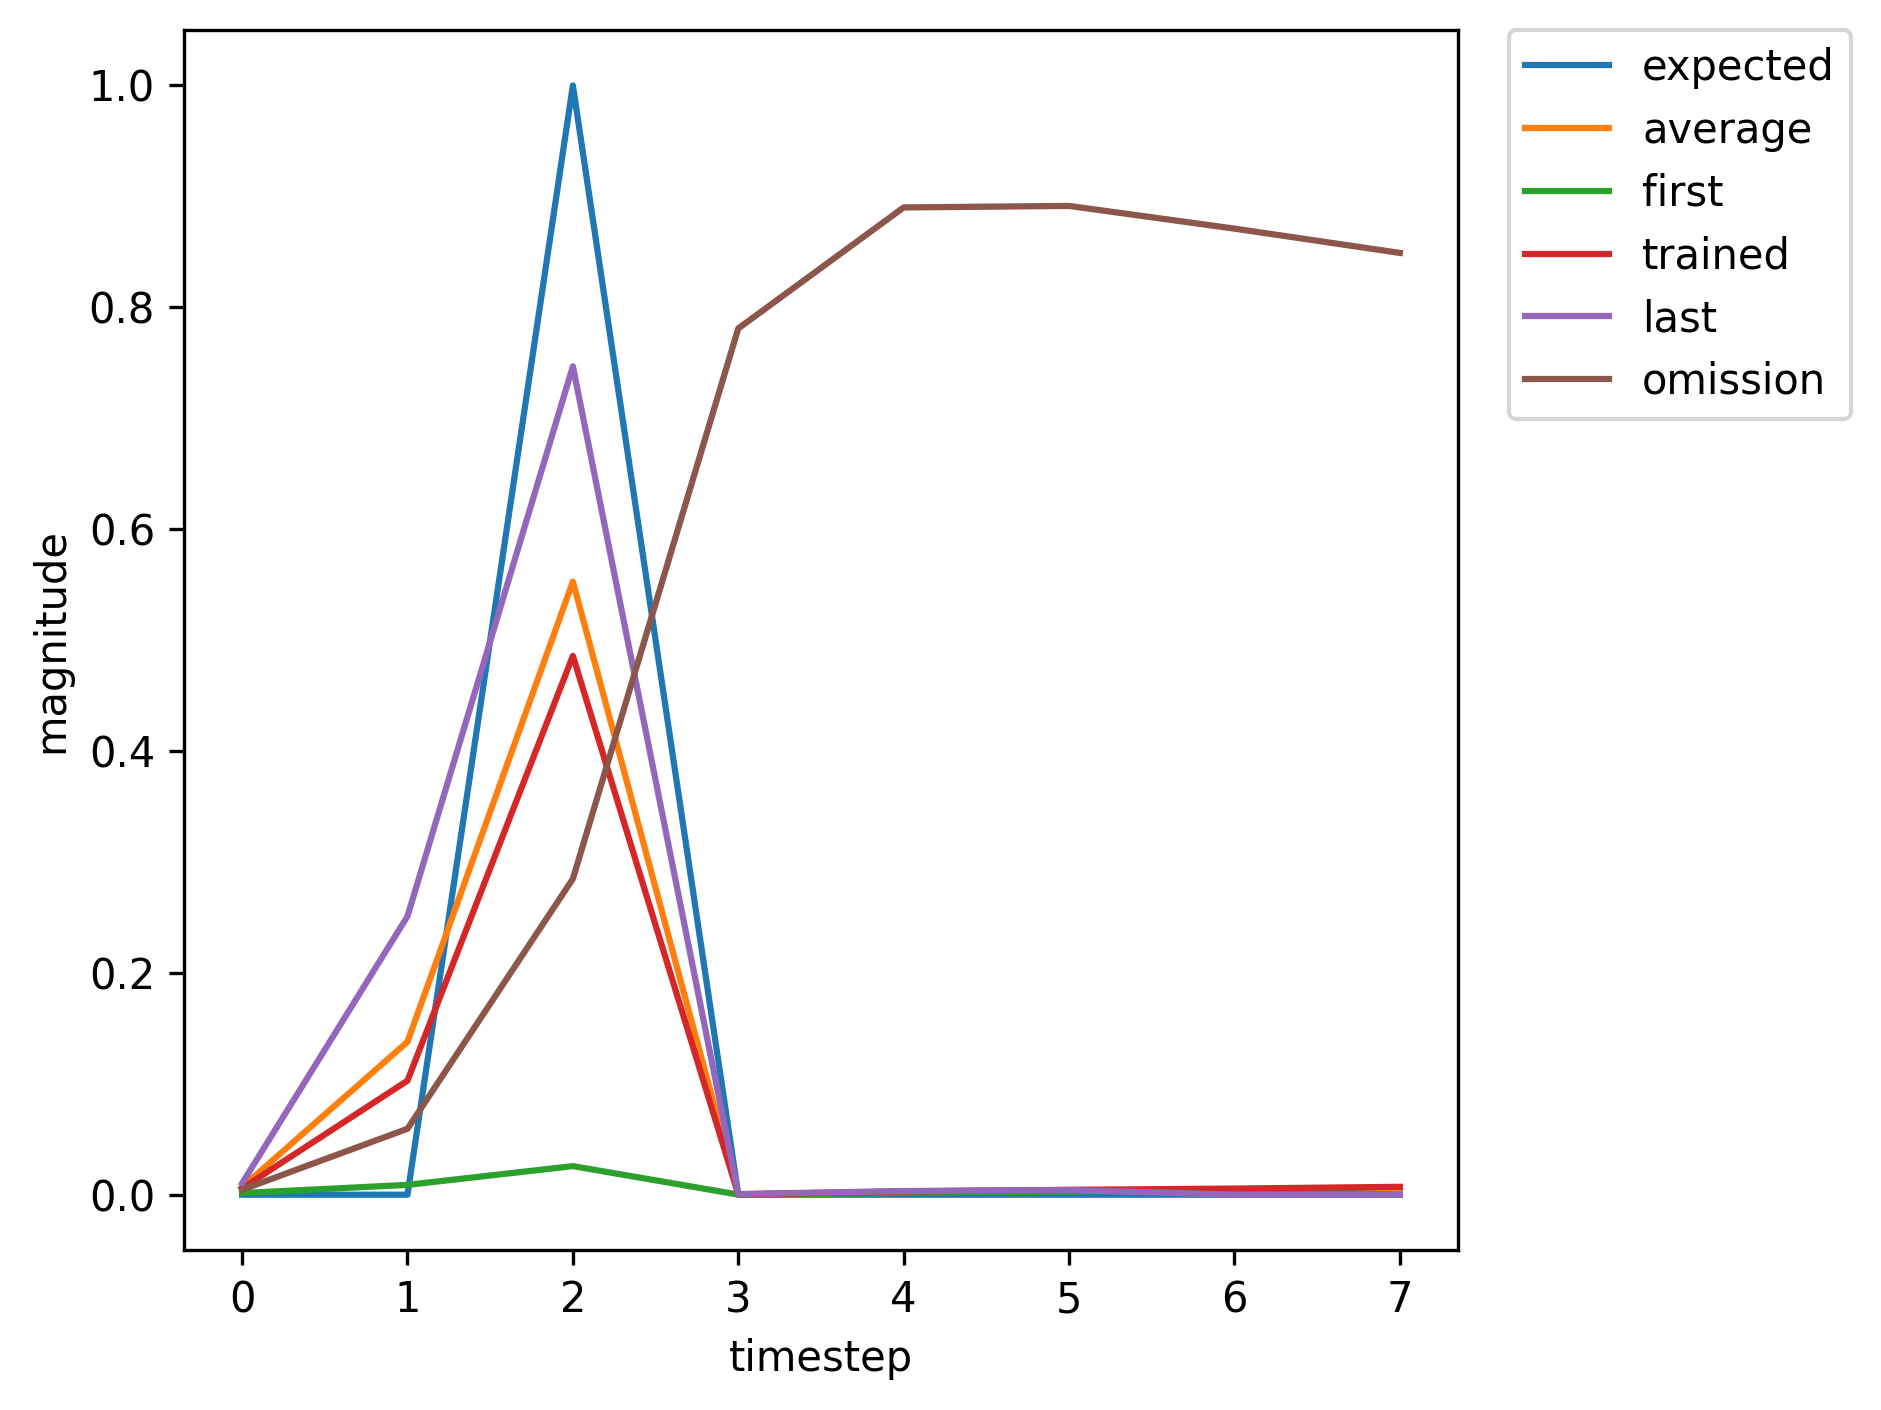 1.0
0.8
0.6
0.4
0.2
0.0
magnitude
0 1 2 3 4 5 6 7
timestep
expected
average
first
trained
last
omission